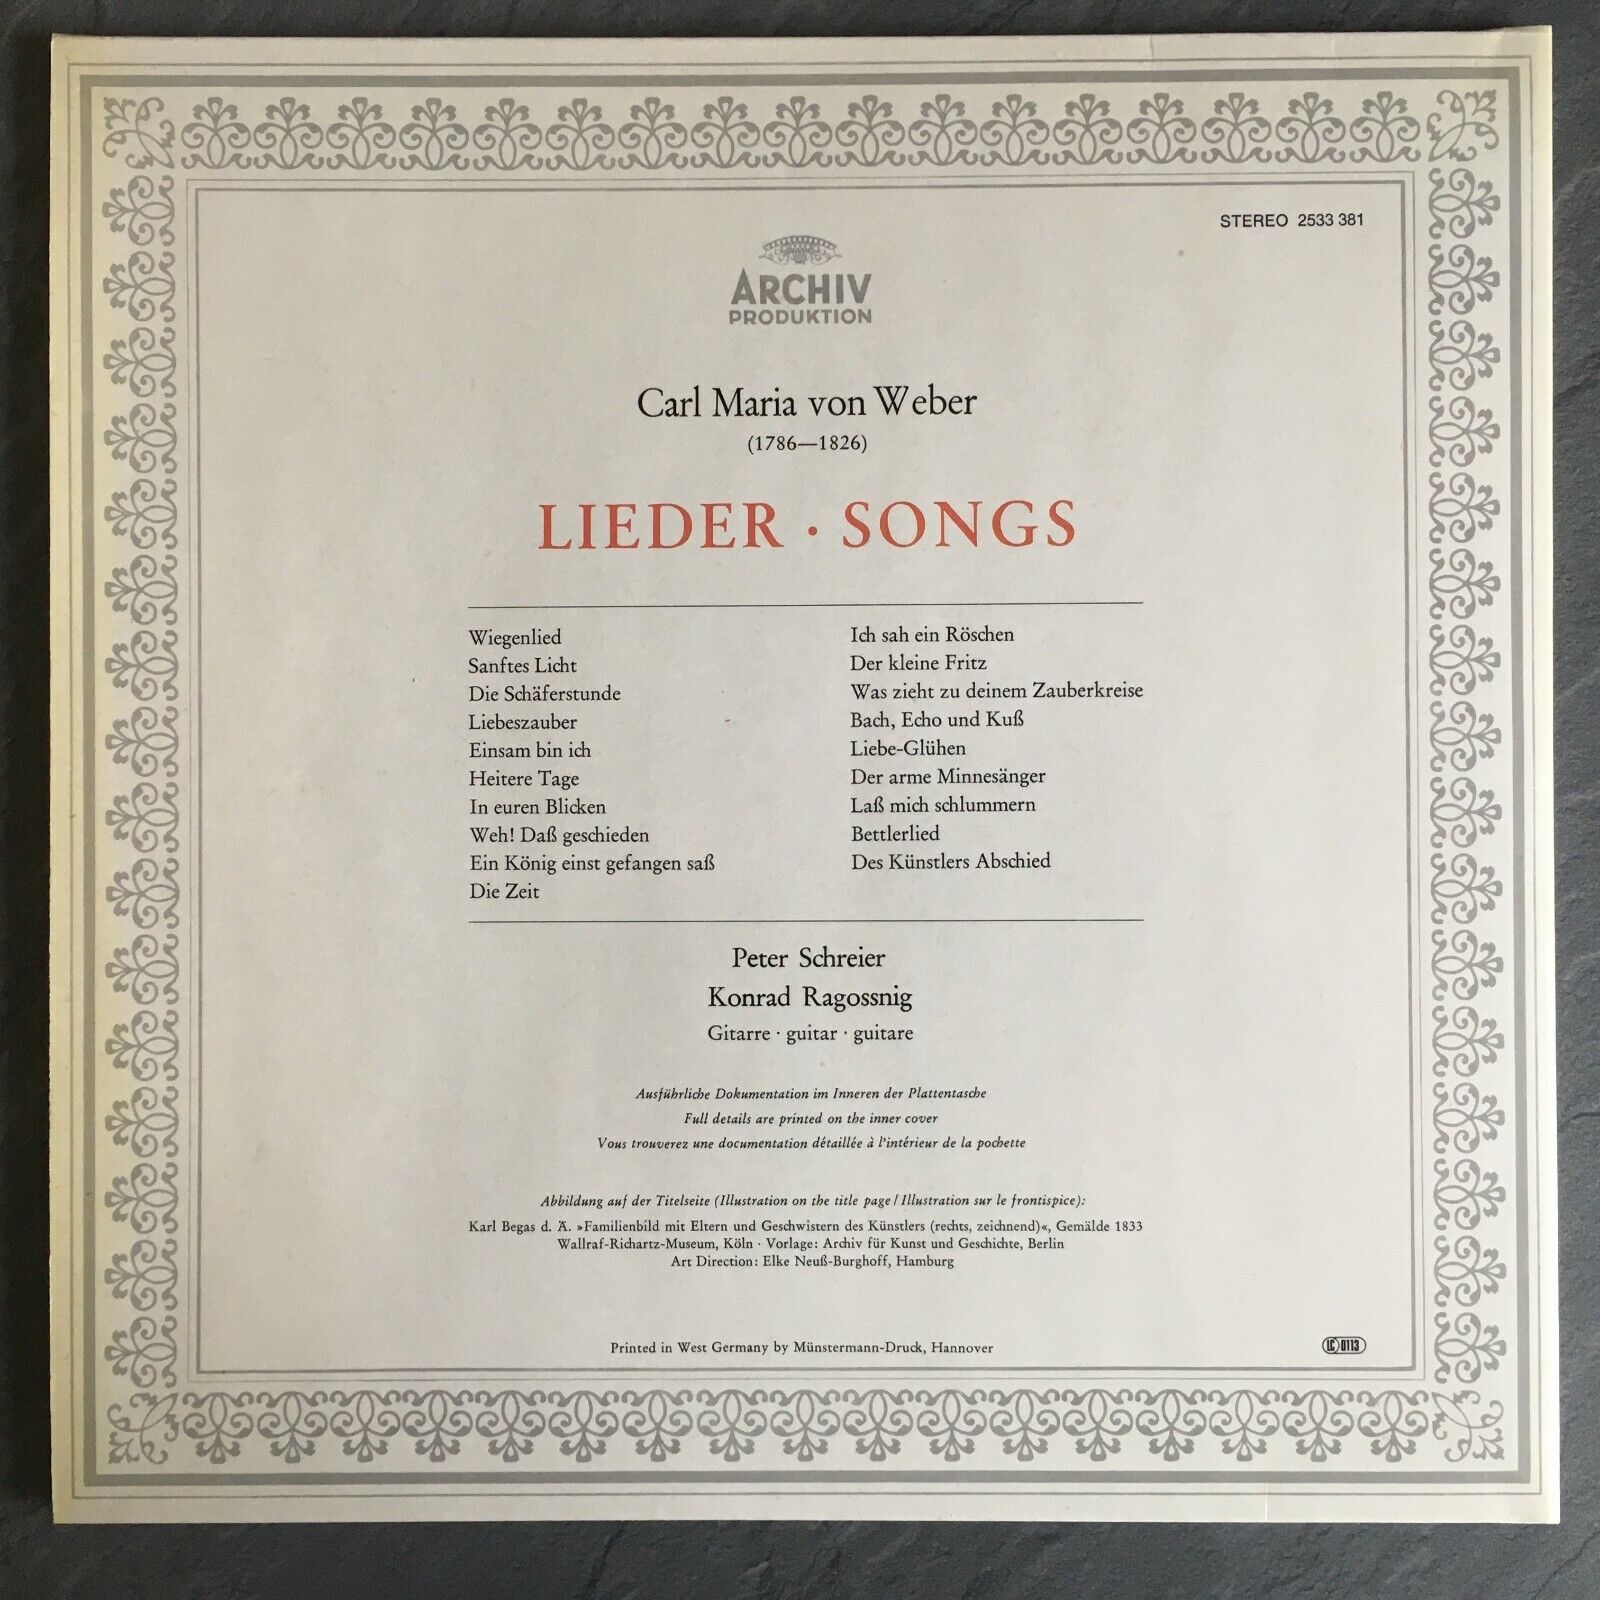 STEREO 2533 381
ARCHIV
PRODUKTION
Carl Maria von Weber
(1786—1826)
LIEDER · SONGS
Wiegenlied
Sanftes Licht
Die Schäferstunde
Liebeszauber
Einsam bin ich
Heitere Tage
In euren Blicken
Weh! Daß geschieden
Ein König einst gefangen saß
Die Zeit
Ich sah ein Röschen
Der kleine Fritz
Was zieht zu deinem Zauberkreise
Bach, Echo und Kuß
Liebe-Glühen
Der arme Minnesänger
Laß mich schlummern
Bettlerlied
Des Künstlers Abschied
Peter Schreier
Konrad Ragossnig
Gitarre · guitar · guitare
Ausführliche Dokumentation im Inneren der Plattentasche
Full details are printed on the inner cover
Vous trouverez une documentation détaillée à l'intérieur de la pochette
Abbildung auf der Titelseite (Illustration on the title page / Illustration sur le frontispice):
Karl Begas d. Ä. »Familienbild mit Eltern und Geschwistern des Künstlers (rechts, zeichnend)«, Gemälde 1833
Wallraf-Richartz-Museum, Köln · Vorlage: Archiv für Kunst und Geschichte, Berlin
Art Direction: Elke Neuß-Burghoff, Hamburg
Printed in West Germany by Münstermann-Druck, Hannover
LC 0113